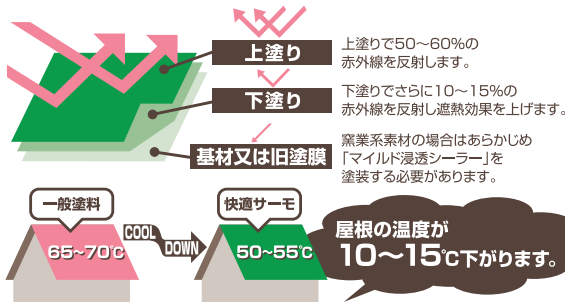 上塗り
上塗りで50〜60%の
赤外線を反射します。
下塗り
下塗りでさらに10〜15%の
赤外線を反射し遮熱効果を上げます。
基材又は旧塗膜
窯業系素材の場合はあらかじめ
「マイルド浸透シーラー」を
塗装する必要があります。
一般塗料
65~70℃
COOL
DOWN
快適サーモ
50~55℃
屋根の温度が
10〜15℃下がります。